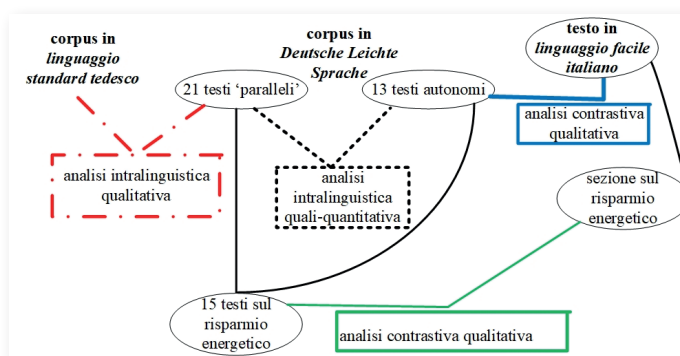 corpus in
linguaggio
standard tedesco
corpus in
Deutsche Leichte
Sprache
testo in
linguaggio facile
italiano
21 testi ‘paralleli’
13 testi autonomi
analisi contrastiva
qualitativa
analisi intralinguistica
qualitativa
analisi
intralinguistica
quali-quantitativa
sezione sul
risparmio
energetico
15 testi sul
risparmio
energetico
analisi contrastiva qualitativa